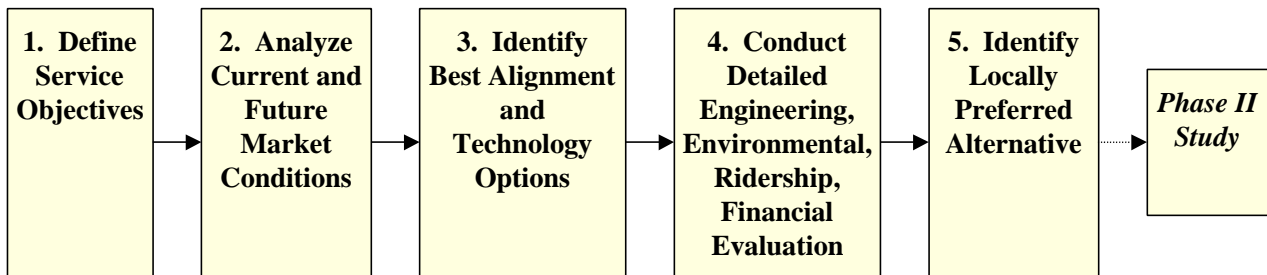 1. Define
Service
Objectives
2. Analyze
Current and
Future
Market
Conditions
3. Identify
Best Alignment
and
Technology
Options
4. Conduct
Detailed
Engineering,
Environmental,
Ridership,
Financial
Evaluation
5. Identify
Locally
Preferred
Alternative
Phase II
Study